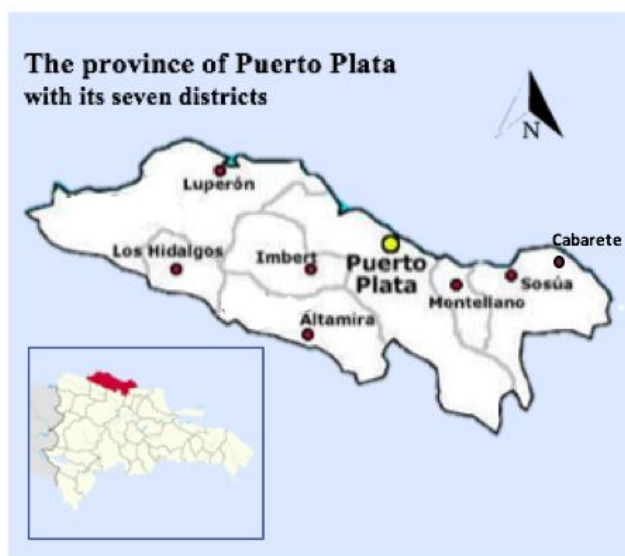 The province of Puerto Plata
with its seven districts
N
Luperón
Cabarete
Los Hidalgos
Imbert
Puerto
Plata
Sosúa
Montellano
Altamira